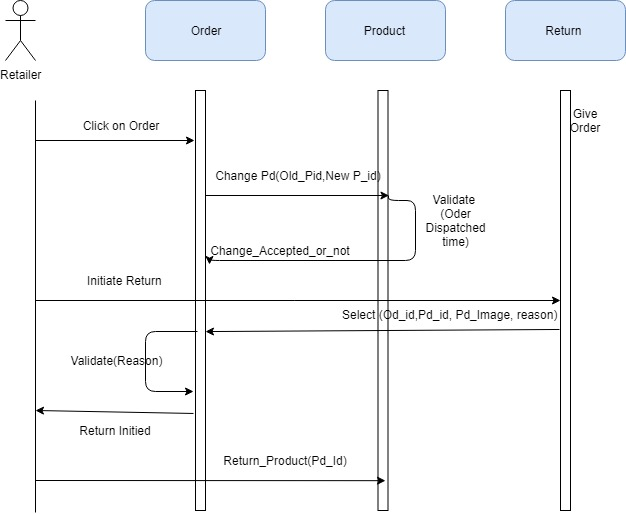 Order
Product
Return
Retailer
Give
Order
Click on Order
Change Pd(Old_Pid,New P_id)
Validate
(Oder
Dispatched
time)
Change_Accepted_or_not
Initiate Return
Select (Od_id,Pd_id, Pd_Image, reason)
Validate(Reason)
Return Initied
Return_Product(Pd_Id)